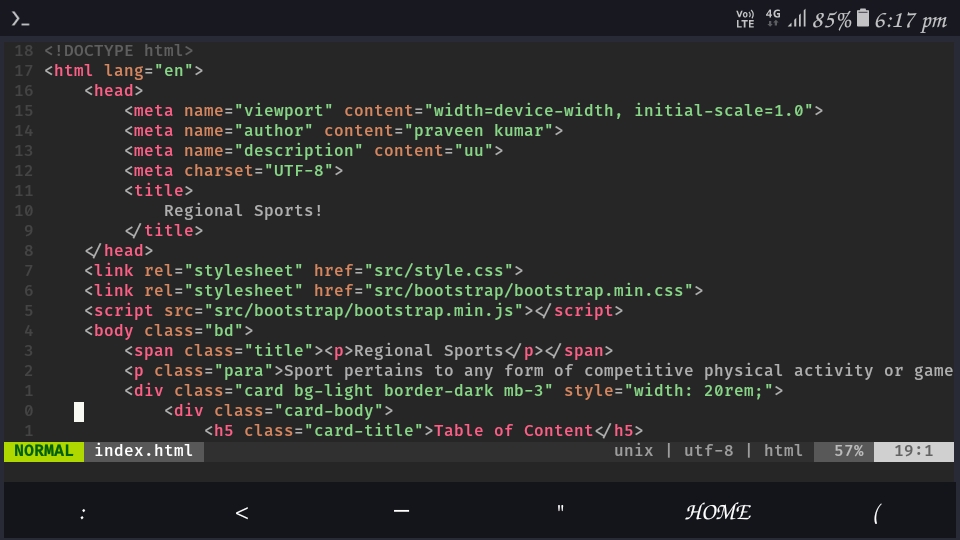 ❯_ Vo)) LTE 4G 85% 6:17 pm
18 <!DOCTYPE html>
17 <html lang="en">
16     <head>
15         <meta name="viewport" content="width=device-width, initial-scale=1.0">
14         <meta name="author" content="praveen kumar">
13         <meta name="description" content="uu">
12         <meta charset="UTF-8">
11         <title>
10             Regional Sports!
9         </title>
8     </head>
7     <link rel="stylesheet" href="src/style.css">
6     <link rel="stylesheet" href="src/bootstrap/bootstrap.min.css">
5     <script src="src/bootstrap/bootstrap.min.js"></script>
4     <body class="bd">
3         <span class="title"><p>Regional Sports</p></span>
2         <p class="para">Sport pertains to any form of competitive physical activity or game
1         <div class="card bg-light border-dark mb-3" style="width: 20rem;">
0             <div class="card-body">
1                 <h5 class="card-title">Table of Content</h5>
NORMAL index.html unix | utf-8 | html 57% 19:1
: < — " HOME (